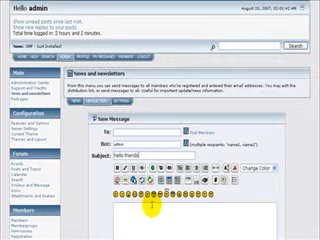 Hello admin
August 20, 2007, 02:01:42 AM
Show unread posts since last visit.
Show new replies to your posts.
Total time logged in: 2 hours and 2 minutes.
News: SMF - Just Installed!
Search
HOME HELP SEARCH ADMIN PROFILE MY MESSAGES MEMBERS LOGOUT
Main
Administration Center
Support and Credits
News and newsletters
Packages
Configuration
Features and Options
Server Settings
Current Theme
Themes and Layout
Forum
Boards
Posts and Topics
Calendar
Search
Smileys and Message Icons
Attachments and Avatars
Members
Members
Membergroups
Permissions
News and newsletters
From this menu you can send messages to all members who've registered and entered their email addresses. You may edit the
distribution list, or send messages to all. Useful for important update/news information.
NEWS NEWSLETTERS SETTINGS
New Message
To:
Find Members
Bcc: admin
(multiple recipients: 'name1, name2')
Subject: hello friends
Change Color